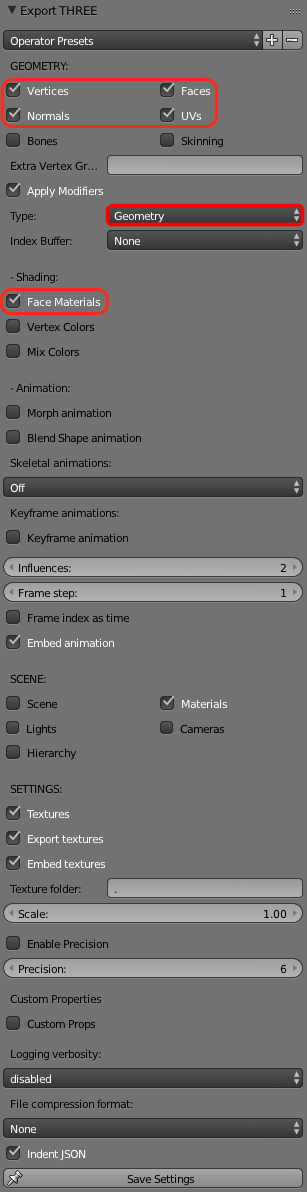 Export THREE
Operator Presets
GEOMETRY:
Vertices Faces
Normals UVs
Bones Skinning
Extra Vertex Gr...
Apply Modifiers
Type: Geometry
Index Buffer: None
- Shading:
Face Materials
Vertex Colors
Mix Colors
- Animation:
Morph animation
Blend Shape animation
Skeletal animations:
Off
Keyframe animations:
Keyframe animation
Influences: 2
Frame step: 1
Frame index as time
Embed animation
SCENE:
Scene Materials
Lights Cameras
Hierarchy
SETTINGS:
Textures
Export textures
Embed textures
Texture folder: .
Scale: 1.00
Enable Precision
Precision: 6
Custom Properties
Custom Props
Logging verbosity:
disabled
File compression format:
None
Indent JSON
Save Settings